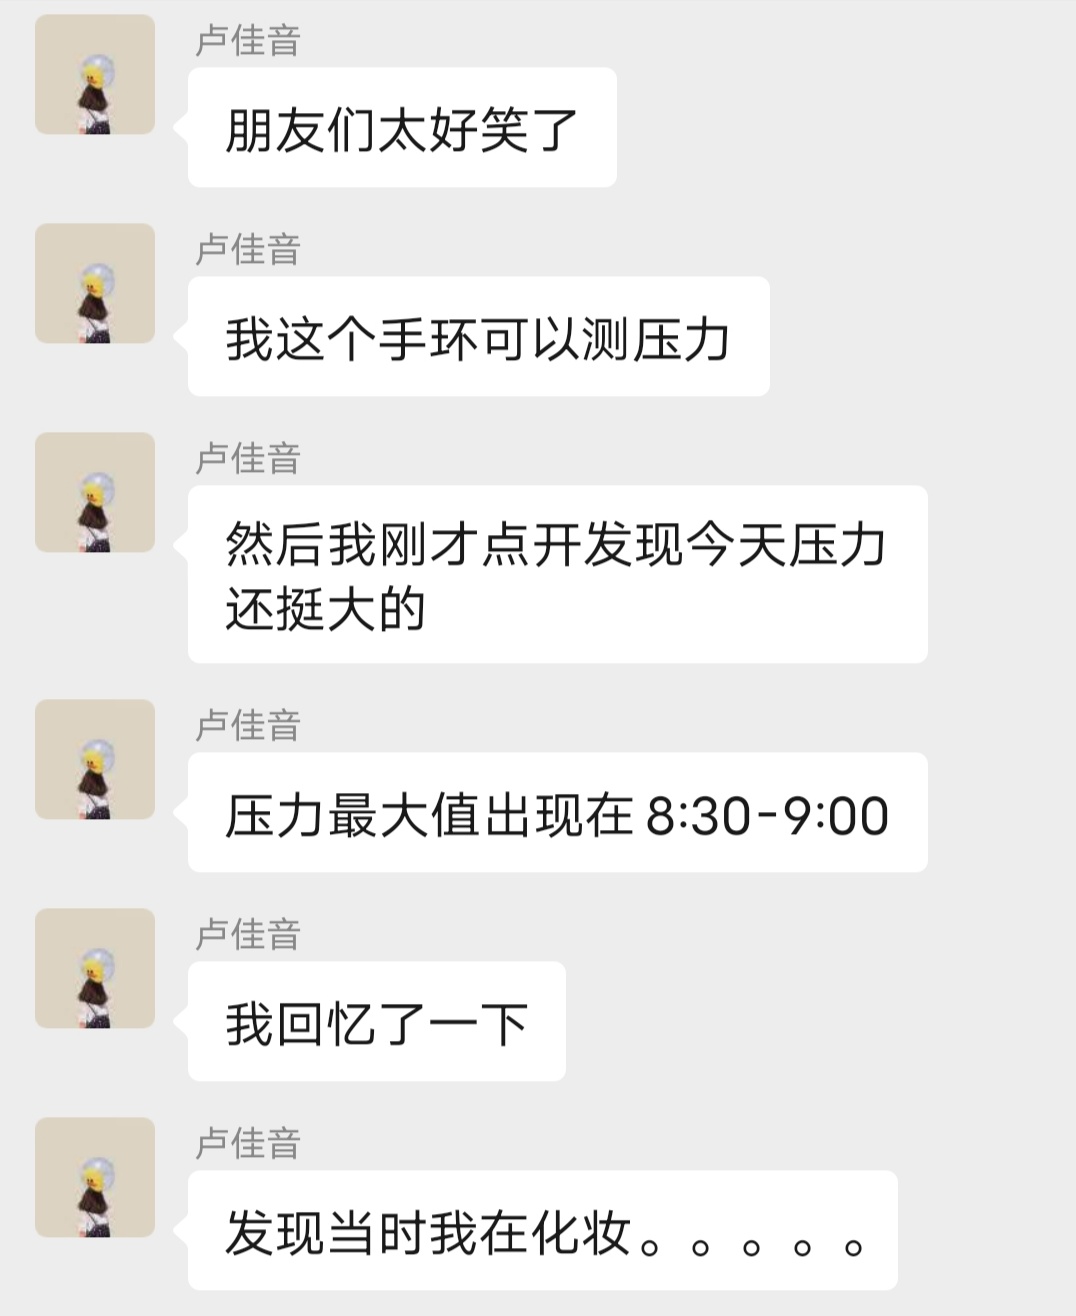 卢佳音
朋友们太好笑了
卢佳音
我这个手环可以测压力
卢佳音
然后我刚才点开发现今天压力
还挺大的
卢佳音
压力最大值出现在 8:30-9:00
卢佳音
我回忆了一下
卢佳音
发现当时我在化妆。。。。。